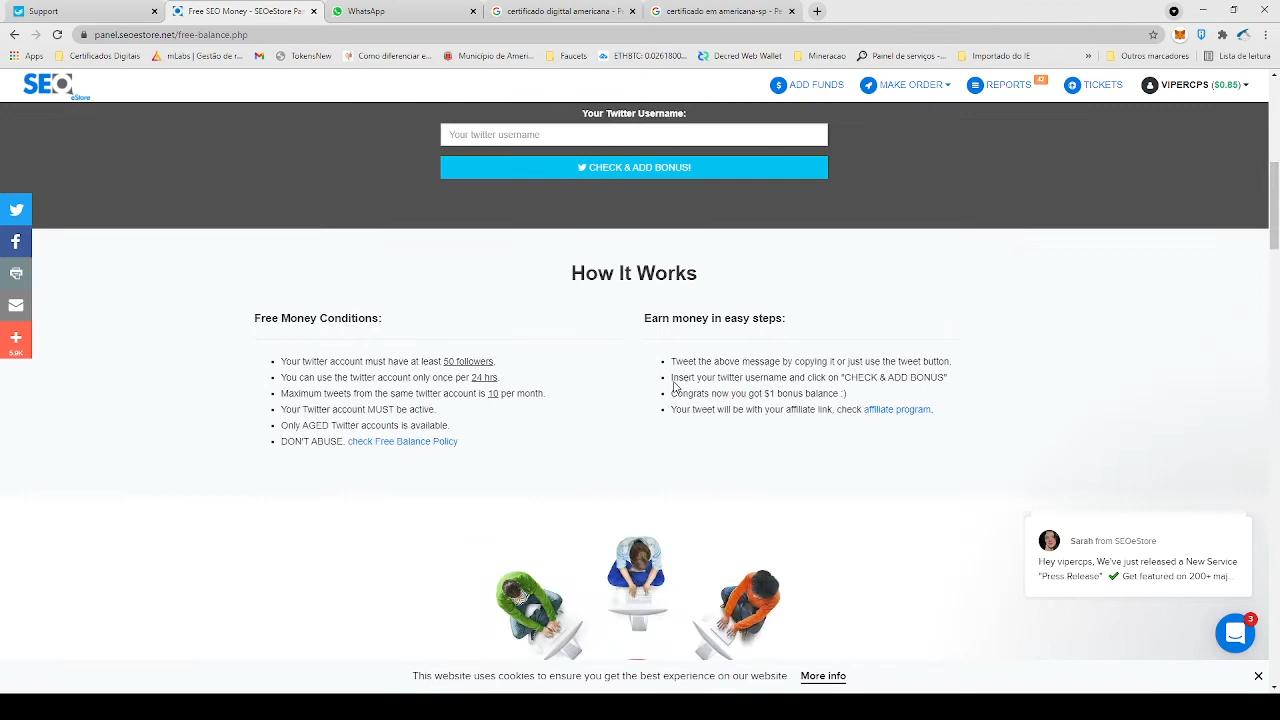 Support
Free SEO Money - SEOeStore Pa
WhatsApp
certificado digittal americana - P
certificado em americana-sp - Pe
panel.seoestore.net/free-balance.php
Apps
Certificados Digitais
mLabs | Gestão de r...
TokensNew
Como diferenciar e...
Município de Ameri...
Faucets
ETHBTC: 0.0261800...
Decred Web Wallet
Mineracao
Painel de serviços -...
Importado do IE
»
Outros marcadores
Lista de leitura
SEO
eStore
ADD FUNDS
MAKE ORDER
REPORTS
47
TICKETS
VIPERCPS ($0.85)
Your Twitter Username:
Your twitter username
CHECK & ADD BONUS!
5.9K
How It Works
Free Money Conditions:
Your twitter account must have at least 50 followers.
You can use the twitter account only once per 24 hrs.
Maximum tweets from the same twitter account is 10 per month.
Your Twitter account MUST be active.
Only AGED Twitter accounts is available.
DON'T ABUSE. check Free Balance Policy
Earn money in easy steps:
Tweet the above message by copying it or just use the tweet button.
Insert your twitter username and click on "CHECK & ADD BONUS"
Congrats now you got $1 bonus balance :)
Your tweet will be with your affiliate link, check affiliate program.
Sarah from SEOeStore
Hey vipercps, We've just released a New Service
"Press Release" ✔ Get featured on 200+ maj...
3
This website uses cookies to ensure you get the best experience on our website
More info